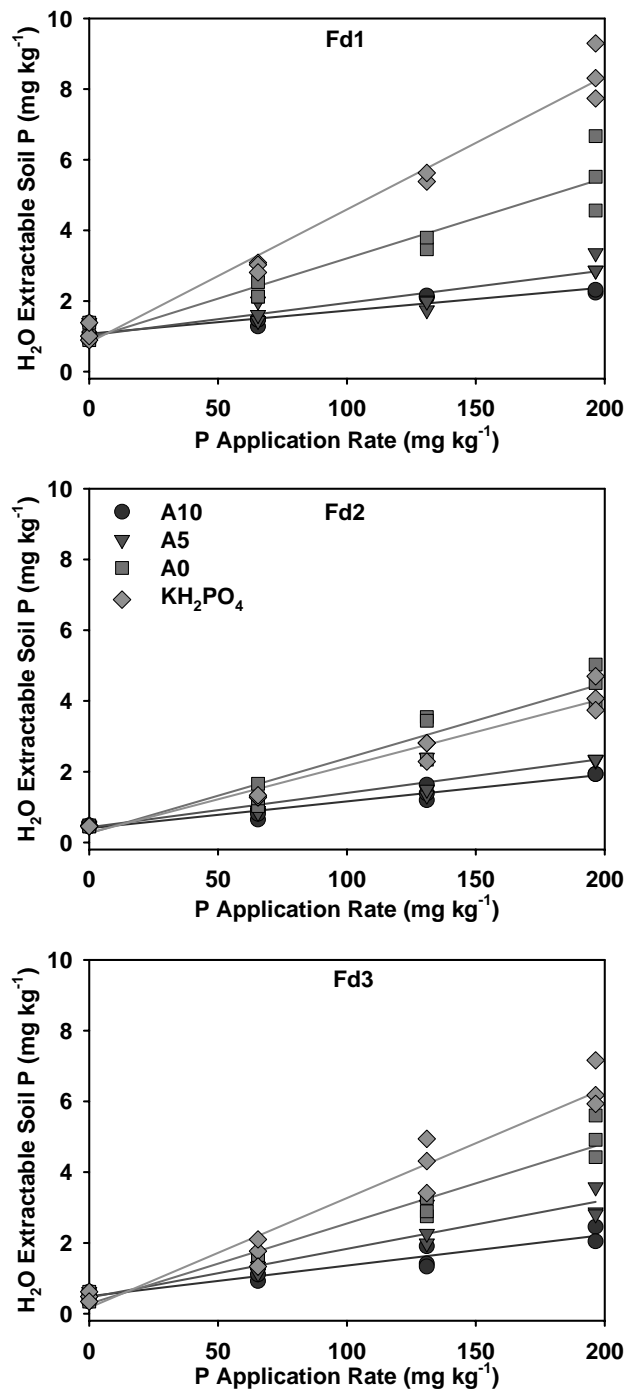 Fd1
10
8
6
4
2
0
H₂O Extractable Soil P (mg kg⁻¹)
0 50 100 150 200
P Application Rate (mg kg⁻¹)
Fd2
10
8
6
4
2
0
H₂O Extractable Soil P (mg kg⁻¹)
A10
A5
A0
KH₂PO₄
0 50 100 150 200
P Application Rate (mg kg⁻¹)
Fd3
10
8
6
4
2
0
H₂O Extractable Soil P (mg kg⁻¹)
0 50 100 150 200
P Application Rate (mg kg⁻¹)